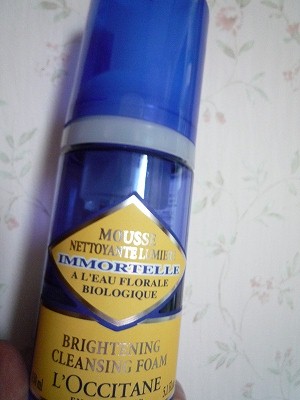 MOUSSE
NETTOYANTE LUMIÈRE
IMMORTELLE
A L'EAU FLORALE
BIOLOGIQUE
BRIGHTENING
CLEANSING FOAM
L'OCCITANE